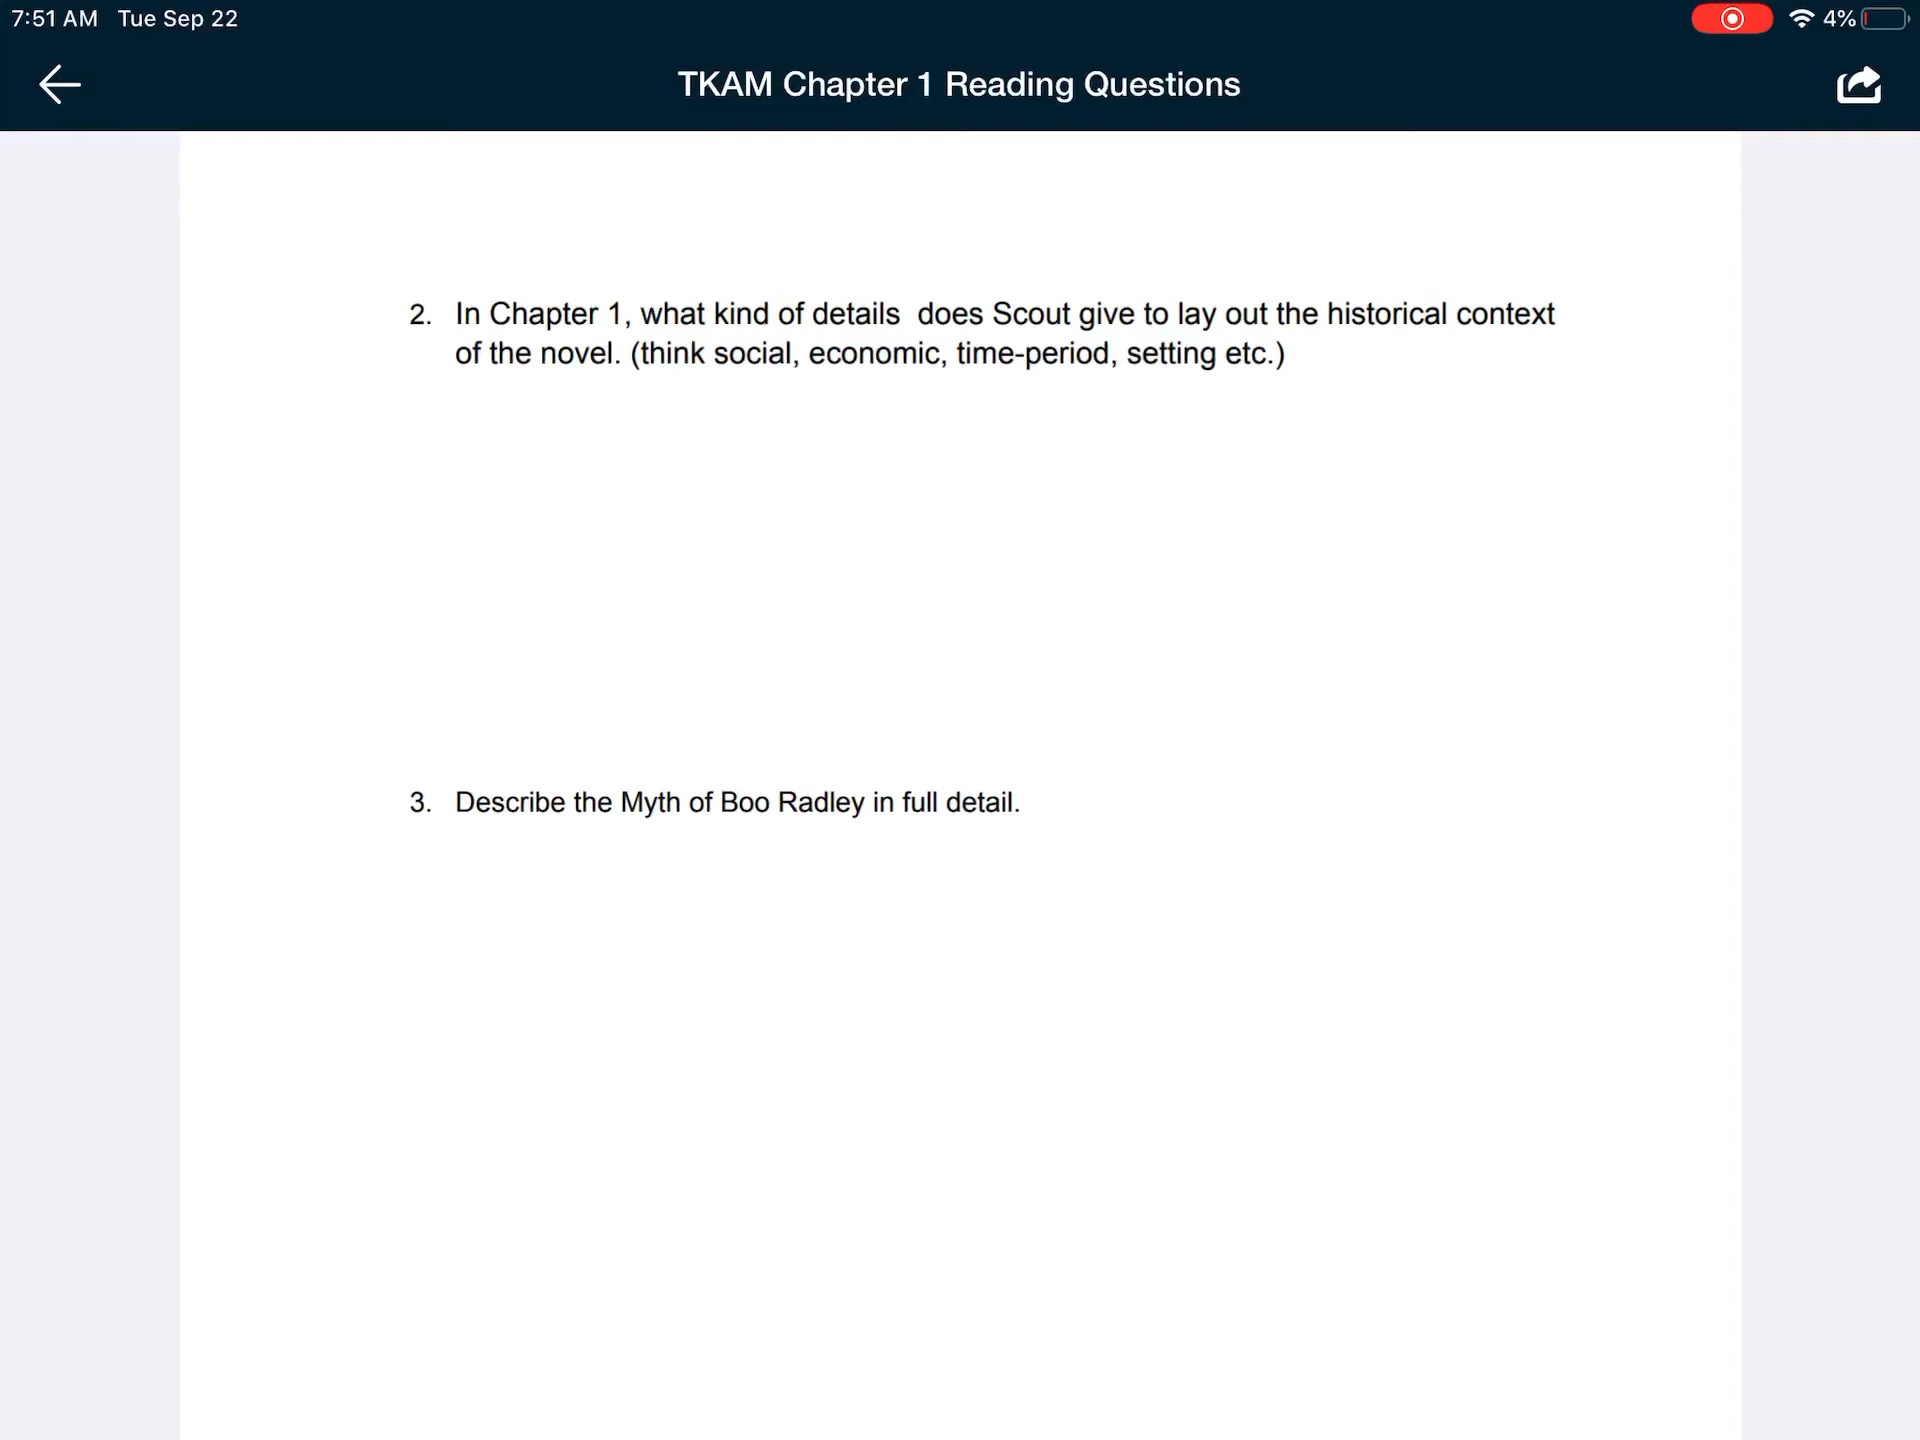 7:51 AM Tue Sep 22
4%
TKAM Chapter 1 Reading Questions
2. In Chapter 1, what kind of details  does Scout give to lay out the historical context
of the novel. (think social, economic, time-period, setting etc.)
3. Describe the Myth of Boo Radley in full detail.